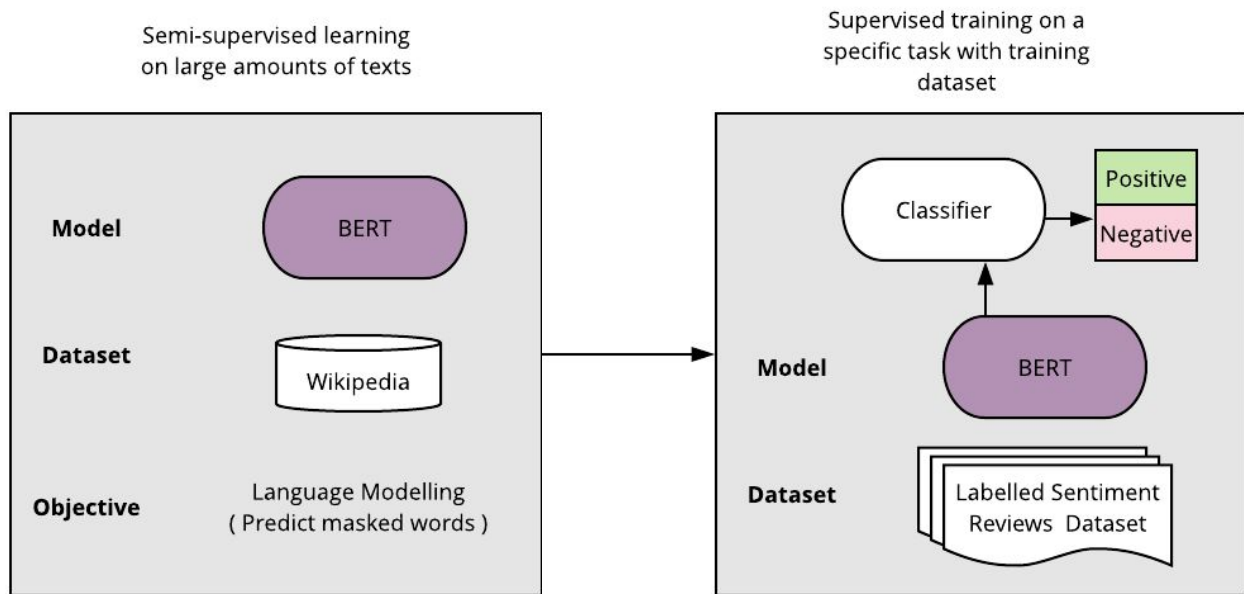 Semi-supervised learning
on large amounts of texts
Model
BERT
Dataset
Wikipedia
Objective
Language Modelling
( Predict masked words )
Supervised training on a
specific task with training
dataset
Classifier
Positive
Negative
Model
BERT
Dataset
Labelled Sentiment
Reviews Dataset